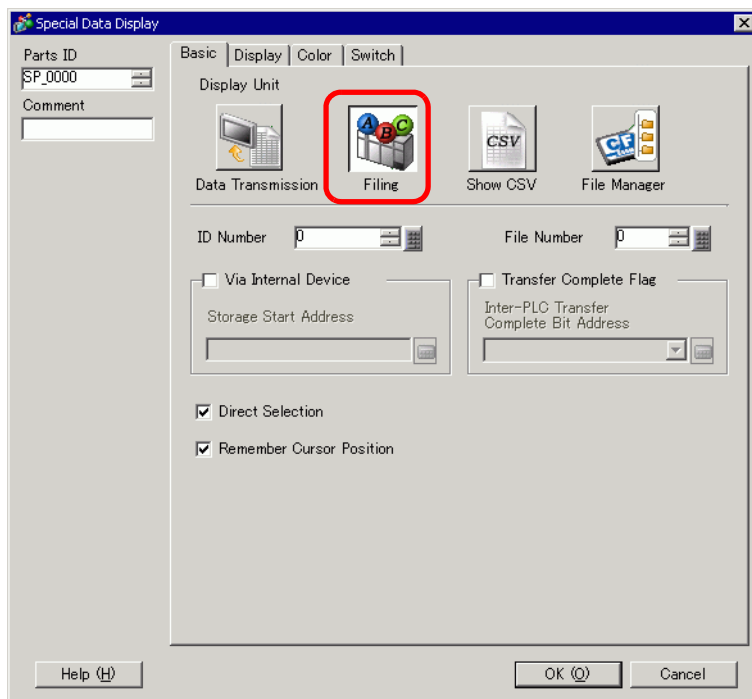 Special Data Display
Parts ID
SP_0000
Comment
Basic
Display
Color
Switch
Display Unit
A B C
CSV
CF
Data Transmission
Filing
Show CSV
File Manager
ID Number 0
File Number 0
Via Internal Device
Storage Start Address
Transfer Complete Flag
Inter-PLC Transfer
Complete Bit Address
Direct Selection
Remember Cursor Position
Help (H)
OK (O)
Cancel